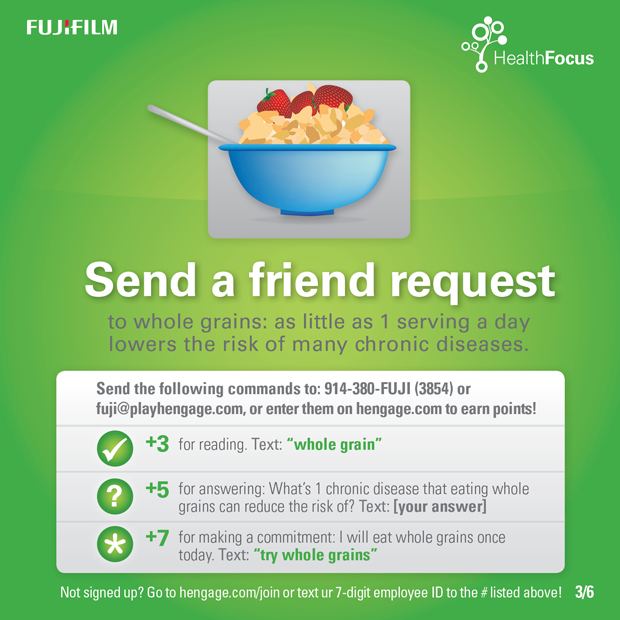 FUJIFILM
HealthFocus
Send a friend request
to whole grains: as little as 1 serving a day
lowers the risk of many chronic diseases.
Send the following commands to: 914-380-FUJI (3854) or
fuji@playhengage.com, or enter them on hengage.com to earn points!
+3 for reading. Text: “whole grain”
? +5 for answering: What’s 1 chronic disease that eating whole
grains can reduce the risk of? Text: [your answer]
* +7 for making a commitment: I will eat whole grains once
today. Text: “try whole grains”
Not signed up? Go to hengage.com/join or text ur 7-digit employee ID to the # listed above! 3/6